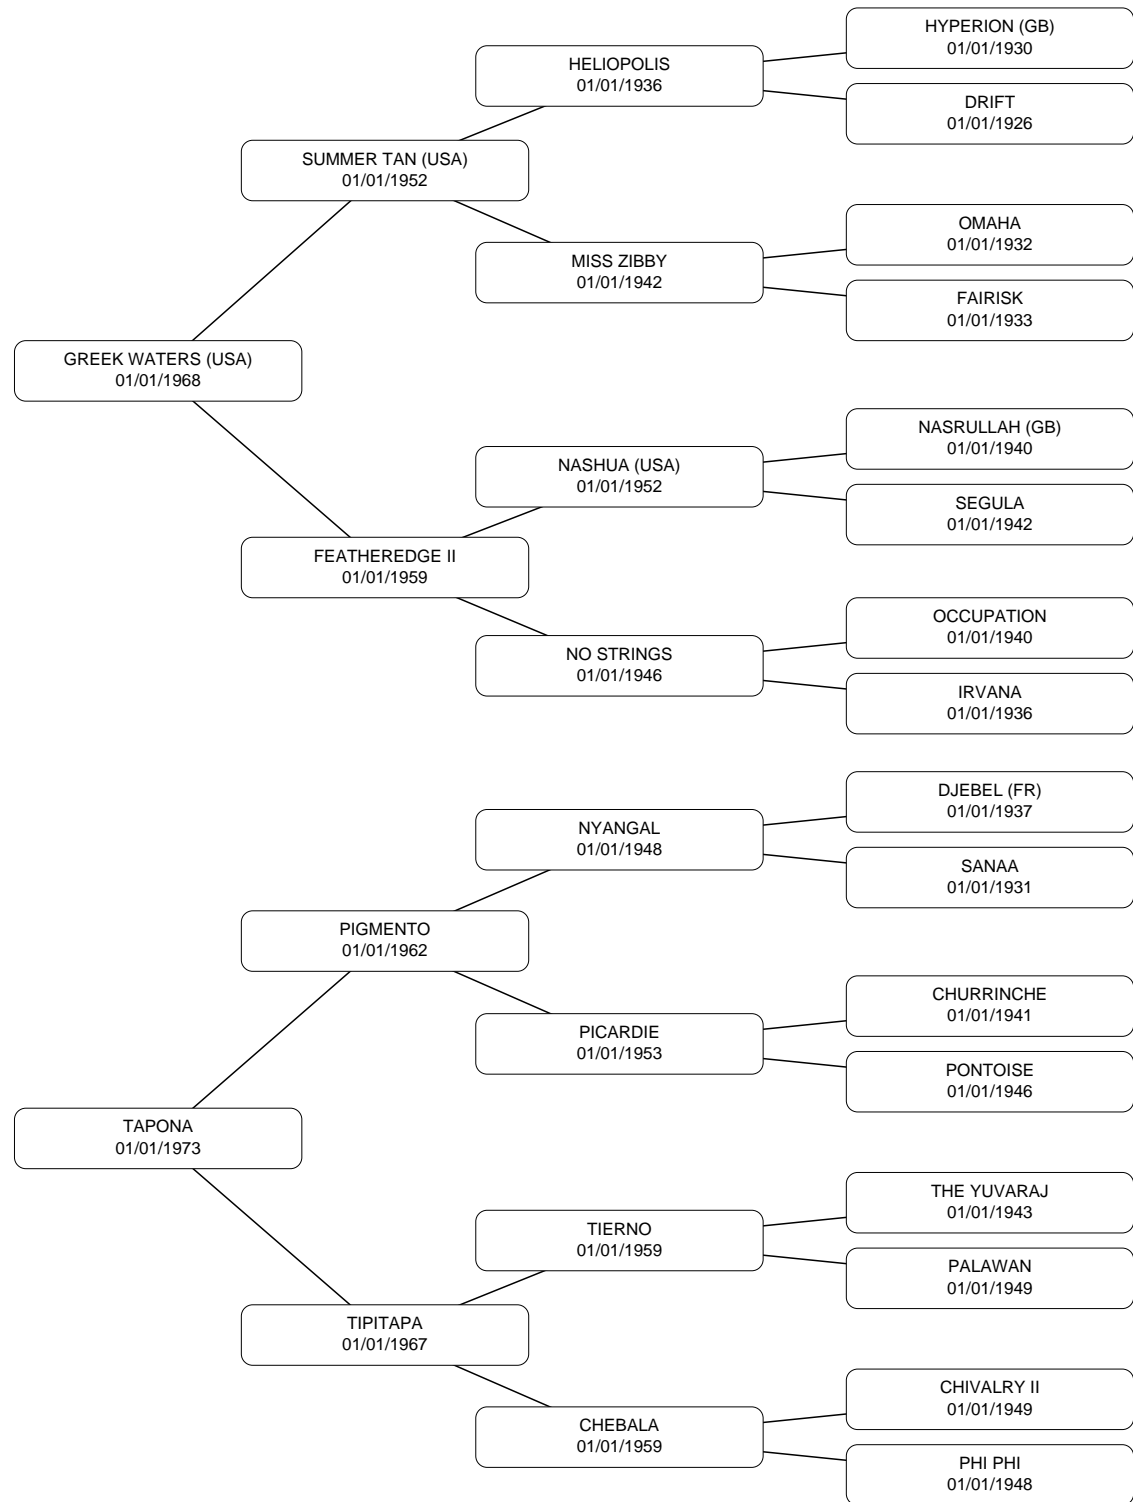 HYPERION (GB)
01/01/1930
HELIOPOLIS
01/01/1936
DRIFT
01/01/1926
SUMMER TAN (USA)
01/01/1952
OMAHA
01/01/1932
MISS ZIBBY
01/01/1942
FAIRISK
01/01/1933
GREEK WATERS (USA)
01/01/1968
NASRULLAH (GB)
01/01/1940
NASHUA (USA)
01/01/1952
SEGULA
01/01/1942
FEATHEREDGE II
01/01/1959
OCCUPATION
01/01/1940
NO STRINGS
01/01/1946
IRVANA
01/01/1936
DJEBEL (FR)
01/01/1937
NYANGAL
01/01/1948
SANAA
01/01/1931
PIGMENTO
01/01/1962
CHURRINCHE
01/01/1941
PICARDIE
01/01/1953
PONTOISE
01/01/1946
TAPONA
01/01/1973
THE YUVARAJ
01/01/1943
TIERNO
01/01/1959
PALAWAN
01/01/1949
TIPITAPA
01/01/1967
CHIVALRY II
01/01/1949
CHEBALA
01/01/1959
PHI PHI
01/01/1948